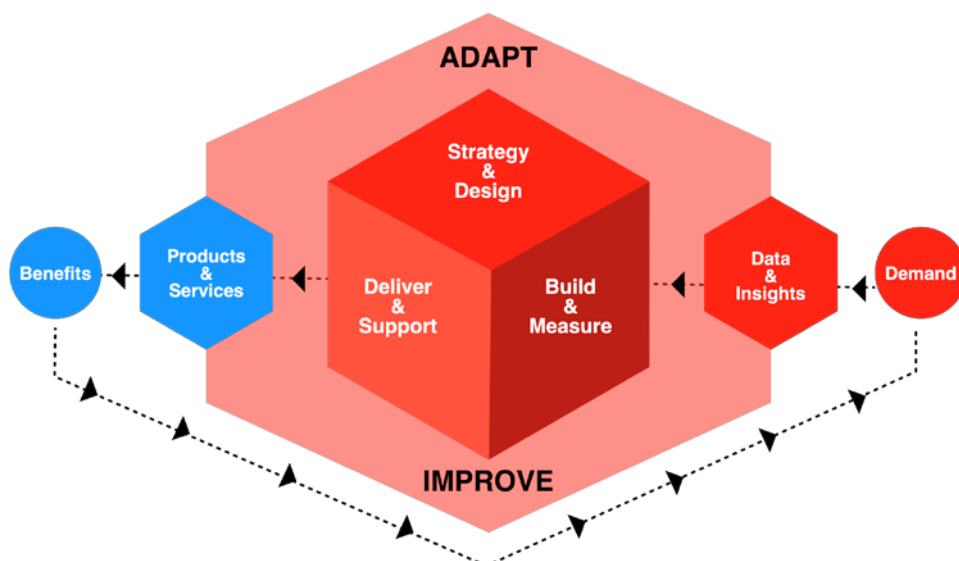 ADAPT
Strategy
&
Design
Benefits
Products
&
Services
Deliver
&
Support
Build
&
Measure
Data
&
Insights
Demand
IMPROVE